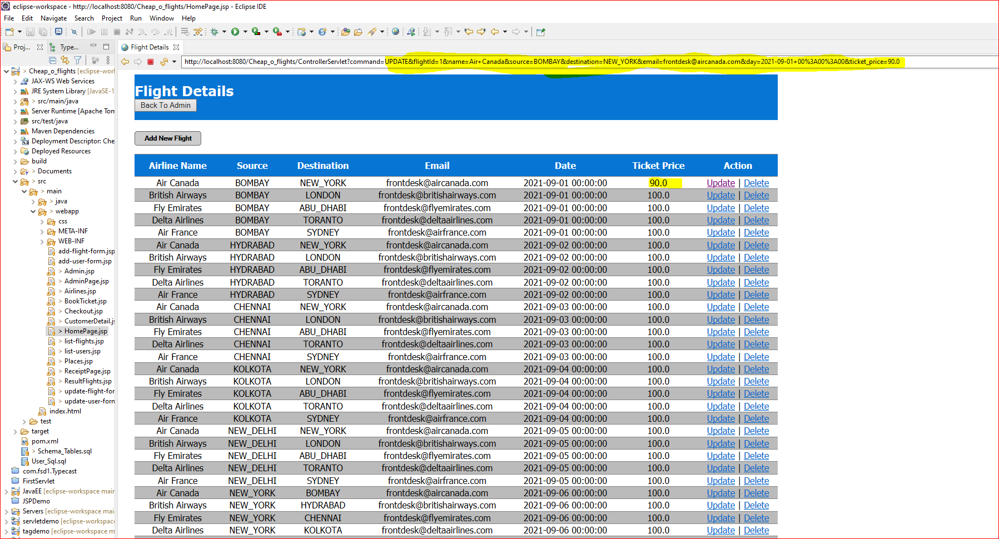 eclipse-workspace - http://localhost:8080/Cheap_o_flights/HomePage.jsp - Eclipse IDE
File Edit Navigate Search Project Run Window Help
Proj... Type...
Flight Details
http://localhost:8080/Cheap_o_flights/ControllerServlet?command=UPDATE&flightId=1&name=Air+Canada&source=BOMBAY&destination=NEW_YORK&email=frontdesk@aircanada.com&day=2021-09-01+00%3A00%3A00&ticket_price=90.0
> Cheap_o_flights [eclipse-worl
JAX-WS Web Services
JRE System Library [JavaSE-1
> src/main/java
Server Runtime [Apache Tom
src/test/java
Maven Dependencies
Deployment Descriptor: Che
Deployed Resources
build
> Documents
> src
> main
> java
> webapp
css
META-INF
WEB-INF
add-flight-form.jsp
add-user-form.jsp
> Admin.jsp
> AdminPage.jsp
> Airlines.jsp
> BookTicket.jsp
> Checkout.jsp
> CustomerDetail.js
> HomePage.jsp
> list-flights.jsp
> list-users.jsp
> Places.jsp
> ReceiptPage.jsp
> ResultFlights.jsp
> update-flight-for
> update-user-form
index.html
test
target
pom.xml
> Schema_Tables.sql
User_Sql.sql
com.fsd1.Typecast
FirstServlet
JavaEE [eclipse-workspace mair
JSPDemo
Servers [eclipse-workspace mai
servletdemo [eclipse-workspac
tagdemo [eclipse-workspace m
Flight Details
Back To Admin
Add New Flight
Airline Name Source Destination Email Date Ticket Price Action
Air Canada BOMBAY NEW_YORK frontdesk@aircanada.com 2021-09-01 00:00:00 90.0 Update | Delete
British Airways BOMBAY LONDON frontdesk@britishairways.com 2021-09-01 00:00:00 100.0 Update | Delete
Fly Emirates BOMBAY ABU_DHABI frontdesk@flyemirates.com 2021-09-01 00:00:00 100.0 Update | Delete
Delta Airlines BOMBAY TORANTO frontdesk@deltaairlines.com 2021-09-01 00:00:00 100.0 Update | Delete
Air France BOMBAY SYDNEY frontdesk@airfrance.com 2021-09-01 00:00:00 100.0 Update | Delete
Air Canada HYDRABAD NEW_YORK frontdesk@aircanada.com 2021-09-02 00:00:00 100.0 Update | Delete
British Airways HYDRABAD LONDON frontdesk@britishairways.com 2021-09-02 00:00:00 100.0 Update | Delete
Fly Emirates HYDRABAD ABU_DHABI frontdesk@flyemirates.com 2021-09-02 00:00:00 100.0 Update | Delete
Delta Airlines HYDRABAD TORANTO frontdesk@deltaairlines.com 2021-09-02 00:00:00 100.0 Update | Delete
Air France HYDRABAD SYDNEY frontdesk@airfrance.com 2021-09-02 00:00:00 100.0 Update | Delete
Air Canada CHENNAI NEW_YORK frontdesk@aircanada.com 2021-09-03 00:00:00 100.0 Update | Delete
British Airways CHENNAI LONDON frontdesk@britishairways.com 2021-09-03 00:00:00 100.0 Update | Delete
Fly Emirates CHENNAI ABU_DHABI frontdesk@flyemirates.com 2021-09-03 00:00:00 100.0 Update | Delete
Delta Airlines CHENNAI TORANTO frontdesk@deltaairlines.com 2021-09-03 00:00:00 100.0 Update | Delete
Air France CHENNAI SYDNEY frontdesk@airfrance.com 2021-09-03 00:00:00 100.0 Update | Delete
Air Canada KOLKOTA NEW_YORK frontdesk@aircanada.com 2021-09-04 00:00:00 100.0 Update | Delete
British Airways KOLKOTA LONDON frontdesk@britishairways.com 2021-09-04 00:00:00 100.0 Update | Delete
Fly Emirates KOLKOTA ABU_DHABI frontdesk@flyemirates.com 2021-09-04 00:00:00 100.0 Update | Delete
Delta Airlines KOLKOTA TORANTO frontdesk@deltaairlines.com 2021-09-04 00:00:00 100.0 Update | Delete
Air France KOLKOTA SYDNEY frontdesk@airfrance.com 2021-09-04 00:00:00 100.0 Update | Delete
Air Canada NEW_DELHI NEW_YORK frontdesk@aircanada.com 2021-09-05 00:00:00 100.0 Update | Delete
British Airways NEW_DELHI LONDON frontdesk@britishairways.com 2021-09-05 00:00:00 100.0 Update | Delete
Fly Emirates NEW_DELHI ABU_DHABI frontdesk@flyemirates.com 2021-09-05 00:00:00 100.0 Update | Delete
Delta Airlines NEW_DELHI TORANTO frontdesk@deltaairlines.com 2021-09-05 00:00:00 100.0 Update | Delete
Air France NEW_DELHI SYDNEY frontdesk@airfrance.com 2021-09-05 00:00:00 100.0 Update | Delete
Air Canada NEW_YORK BOMBAY frontdesk@aircanada.com 2021-09-06 00:00:00 100.0 Update | Delete
British Airways NEW_YORK HYDRABAD frontdesk@britishairways.com 2021-09-06 00:00:00 100.0 Update | Delete
Fly Emirates NEW_YORK CHENNAI frontdesk@flyemirates.com 2021-09-06 00:00:00 100.0 Update | Delete
Delta Airlines NEW_YORK KOLKOTA frontdesk@deltaairlines.com 2021-09-06 00:00:00 100.0 Update | Delete